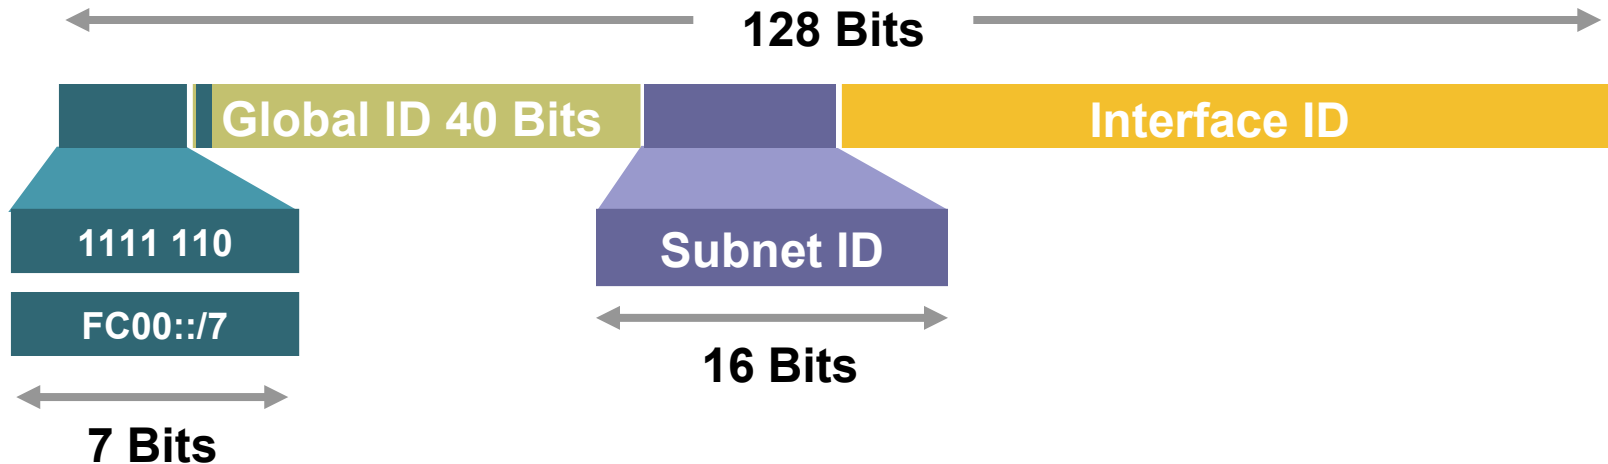 128 Bits
Global ID 40 Bits
Interface ID
1111 110
Subnet ID
FC00::/7
16 Bits
7 Bits